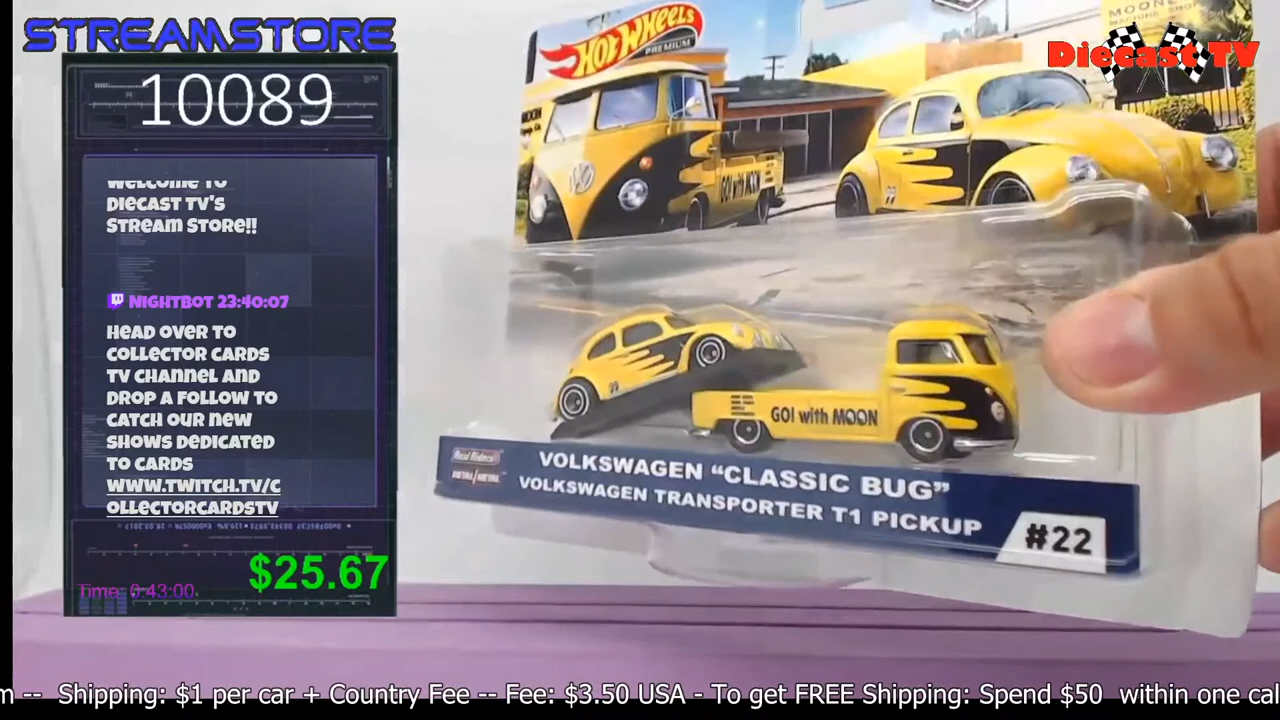 STREAMSTORE
10089
WELCOME TO
DIECAST TV'S
STREAM STORE!!
NIGHTBOT 23:40:07
HEAD OVER TO
COLLECTOR CARDS
TV CHANNEL AND
DROP A FOLLOW TO
CATCH OUR NEW
SHOWS DEDICATED
TO CARDS
WWW.TWITCH.TV/C
OLLECTORCARDSTV
$25.67
Time: 0:43:00
Diecast TV
HOT WHEELS
PREMIUM
GO! with MOON
GO! with MOON
Real Riders
METAL/METAL
VOLKSWAGEN "CLASSIC BUG"
VOLKSWAGEN TRANSPORTER T1 PICKUP
#22
-- Shipping: $1 per car + Country Fee -- Fee: $3.50 USA - To get FREE Shipping: Spend $50 within one